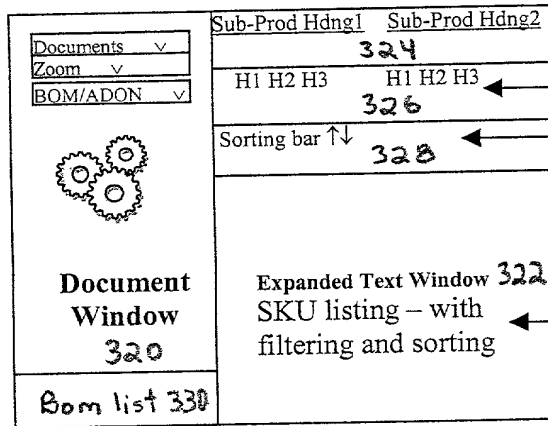 Documents ∨
Zoom ∨
BOM/ADON ∨
Document
Window
320
Bom list 330
Sub-Prod Hdng1 Sub-Prod Hdng2
324
H1 H2 H3 H1 H2 H3
326
Sorting bar ↑↓
328
Expanded Text Window 322
SKU listing – with
filtering and sorting